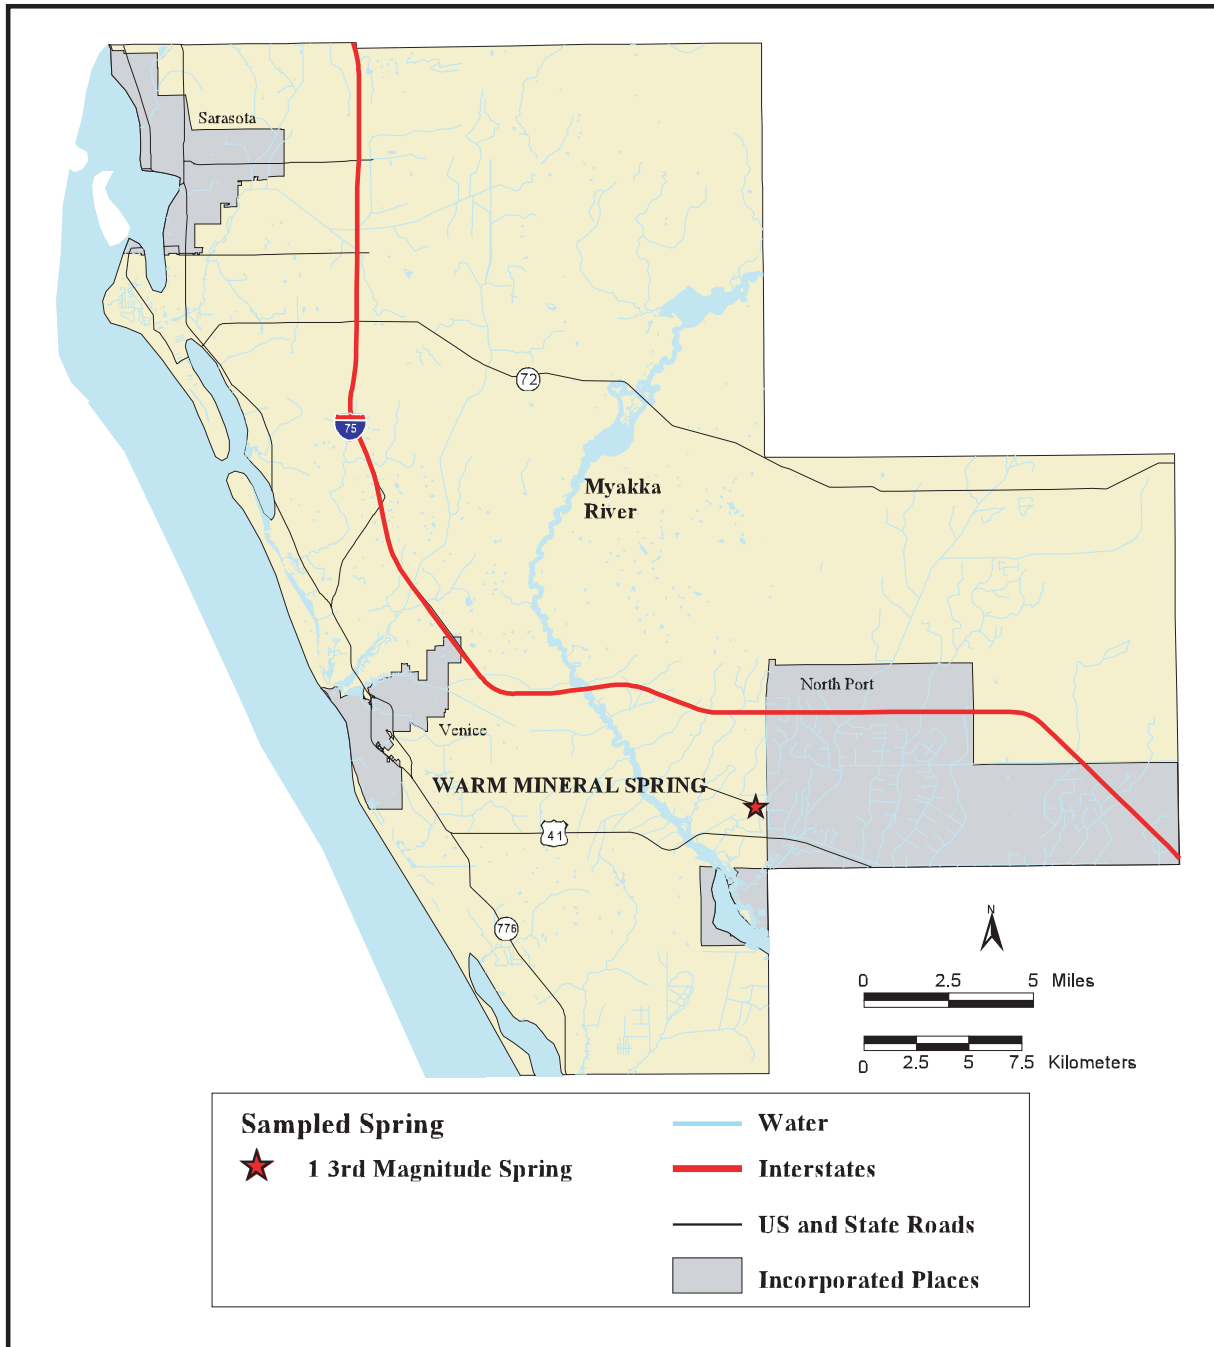 Sarasota
72
75
Myakka
River
North Port
Venice
WARM MINERAL SPRING
41
776
N
0 2.5 5 Miles
0 2.5 5 7.5 Kilometers
Sampled Spring
1 3rd Magnitude Spring
Water
Interstates
US and State Roads
Incorporated Places